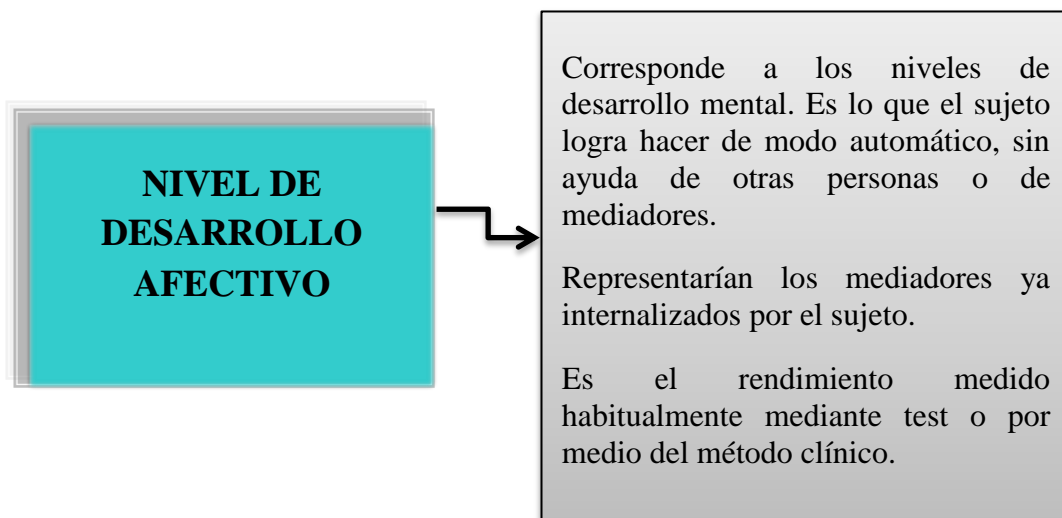 NIVEL DE
DESARROLLO
AFECTIVO
Corresponde a los niveles de
desarrollo mental. Es lo que el sujeto
logra hacer de modo automático, sin
ayuda de otras personas o de
mediadores.
Representarían los mediadores ya
internalizados por el sujeto.
Es el rendimiento medido
habitualmente mediante test o por
medio del método clínico.